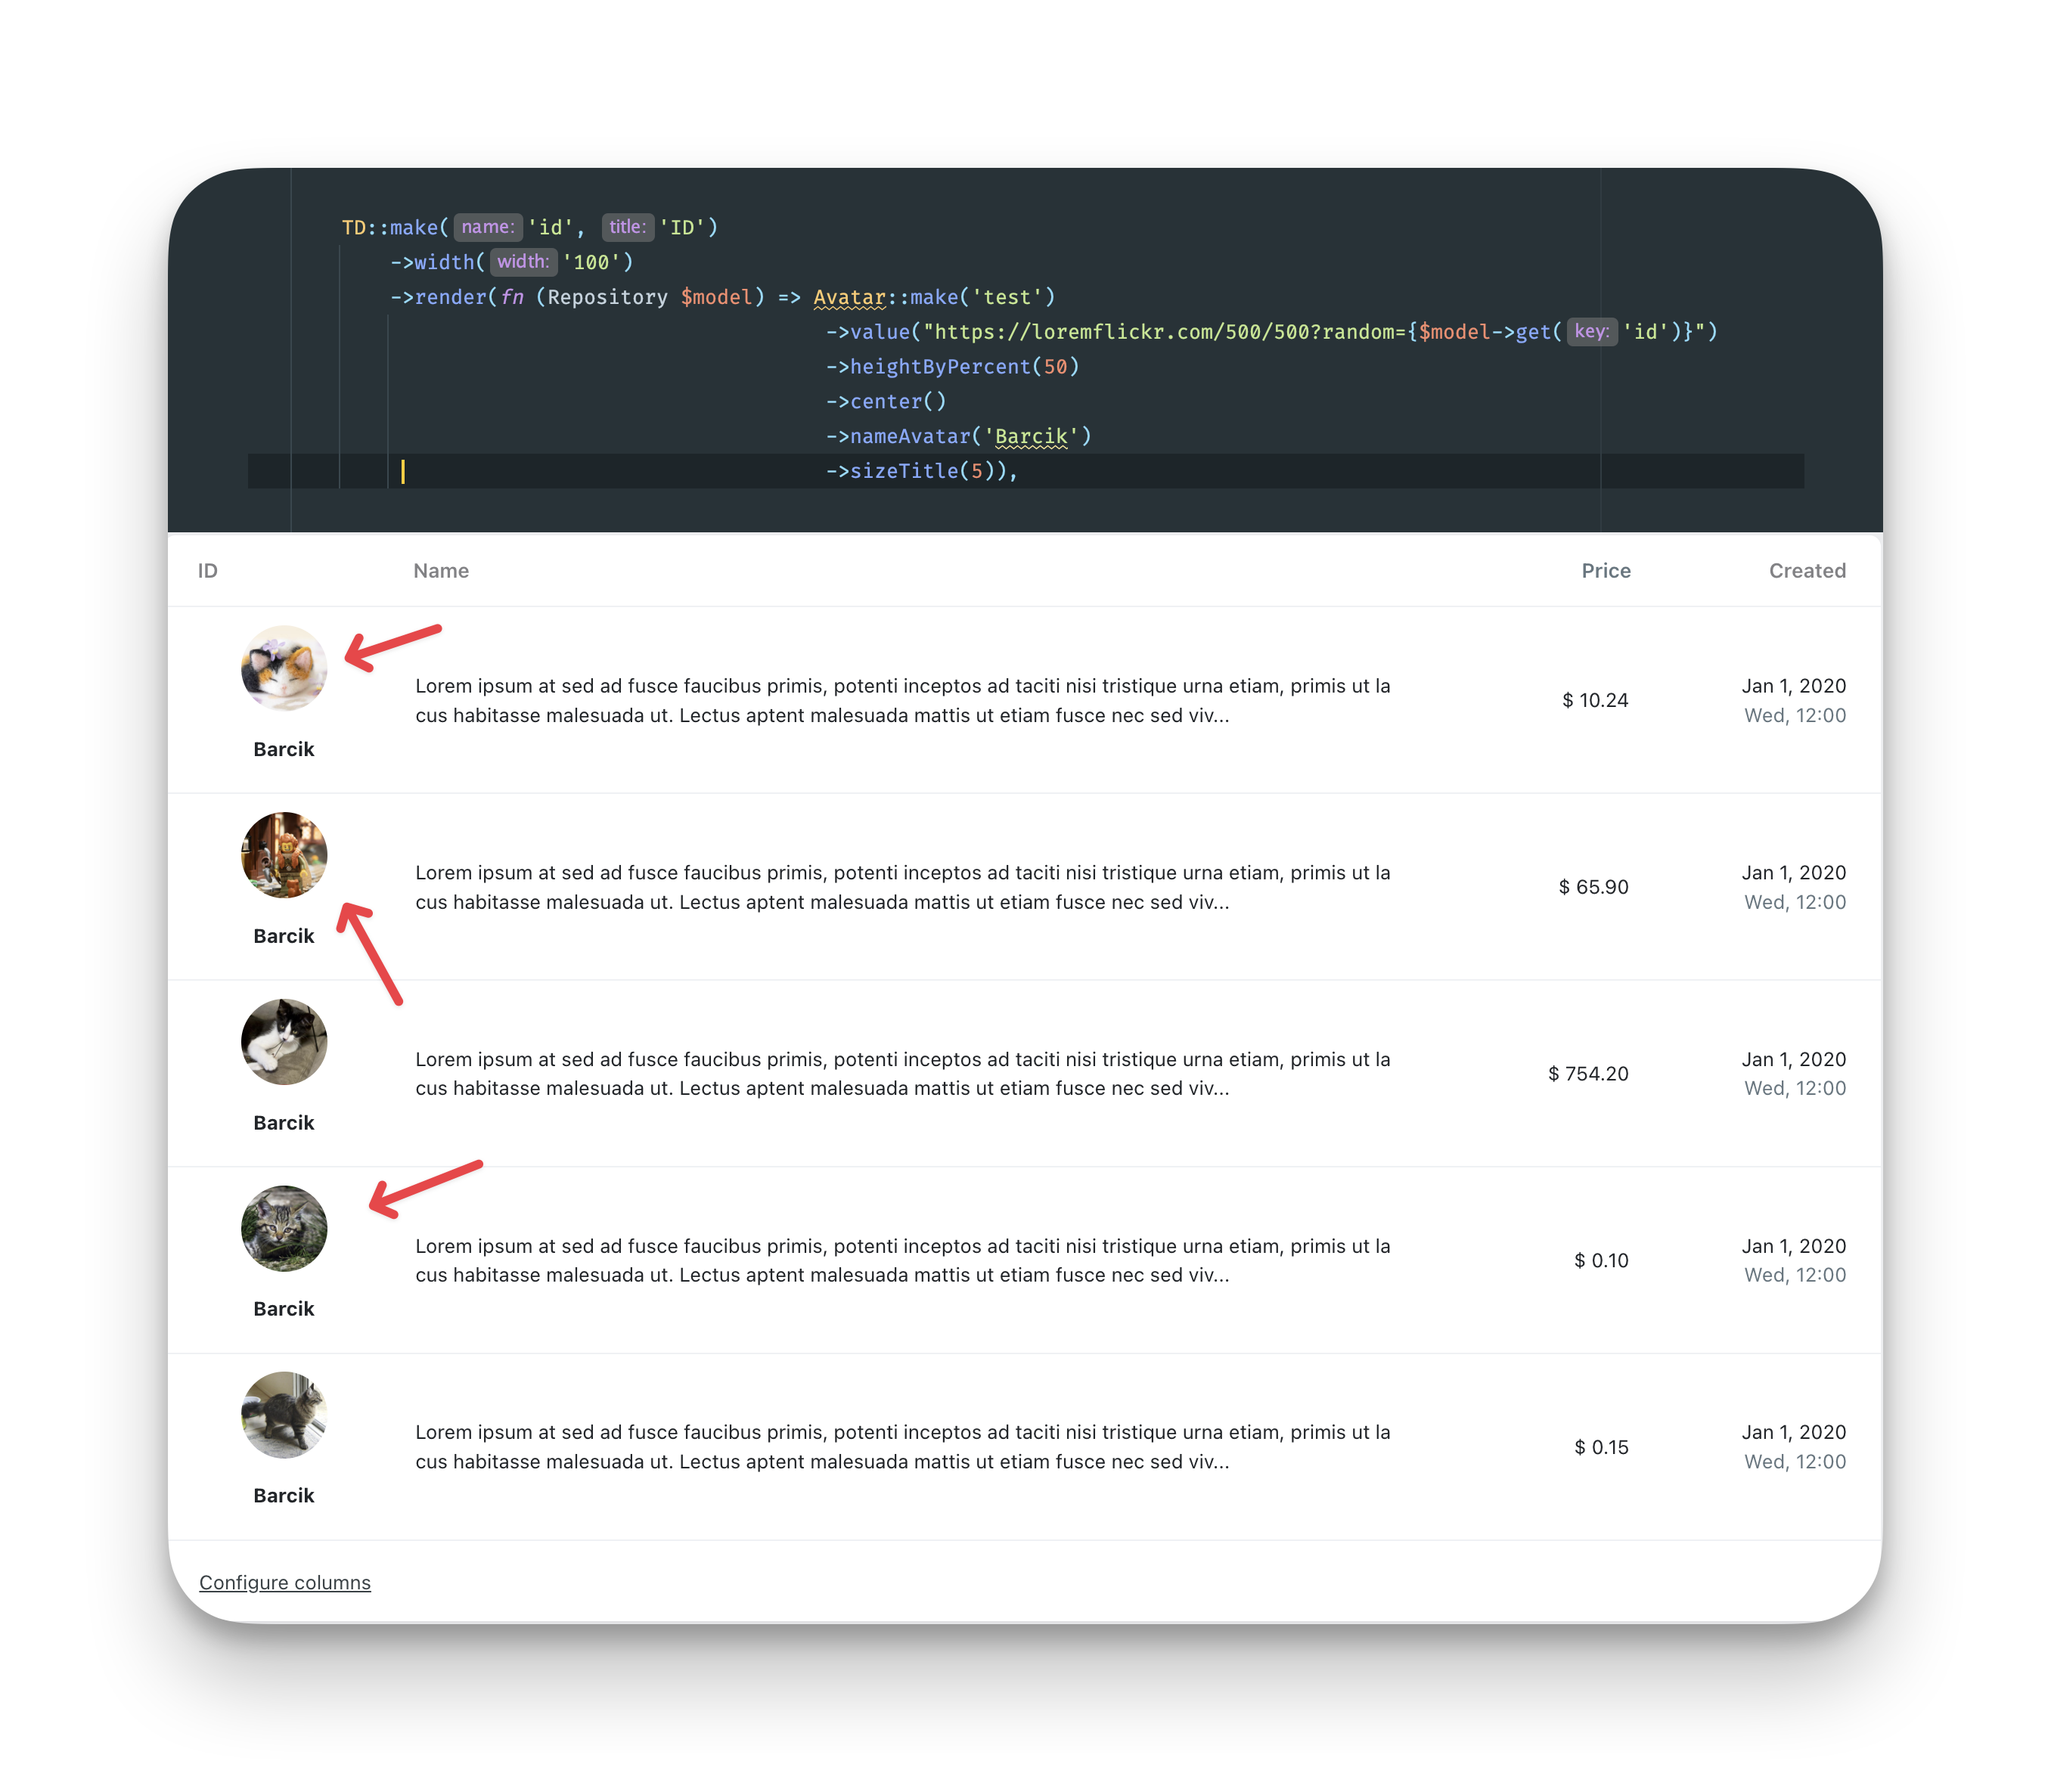 TD::make( name: 'id', title: 'ID')
->width( width: '100')
->render(fn (Repository $model) => Avatar::make('test')
->value("https://loremflickr.com/500/500?random={$model->get( key: 'id')}")
->heightByPercent(50)
->center()
->nameAvatar('Barcik')
->sizeTitle(5)),
ID Name Price Created
Lorem ipsum at sed ad fusce faucibus primis, potenti inceptos ad taciti nisi tristique urna etiam, primis ut la
cus habitasse malesuada ut. Lectus aptent malesuada mattis ut etiam fusce nec sed viv...
$ 10.24
Jan 1, 2020
Wed, 12:00
Barcik
Lorem ipsum at sed ad fusce faucibus primis, potenti inceptos ad taciti nisi tristique urna etiam, primis ut la
cus habitasse malesuada ut. Lectus aptent malesuada mattis ut etiam fusce nec sed viv...
$ 65.90
Jan 1, 2020
Wed, 12:00
Barcik
Lorem ipsum at sed ad fusce faucibus primis, potenti inceptos ad taciti nisi tristique urna etiam, primis ut la
cus habitasse malesuada ut. Lectus aptent malesuada mattis ut etiam fusce nec sed viv...
$ 754.20
Jan 1, 2020
Wed, 12:00
Barcik
Lorem ipsum at sed ad fusce faucibus primis, potenti inceptos ad taciti nisi tristique urna etiam, primis ut la
cus habitasse malesuada ut. Lectus aptent malesuada mattis ut etiam fusce nec sed viv...
$ 0.10
Jan 1, 2020
Wed, 12:00
Barcik
Lorem ipsum at sed ad fusce faucibus primis, potenti inceptos ad taciti nisi tristique urna etiam, primis ut la
cus habitasse malesuada ut. Lectus aptent malesuada mattis ut etiam fusce nec sed viv...
$ 0.15
Jan 1, 2020
Wed, 12:00
Barcik
Configure columns